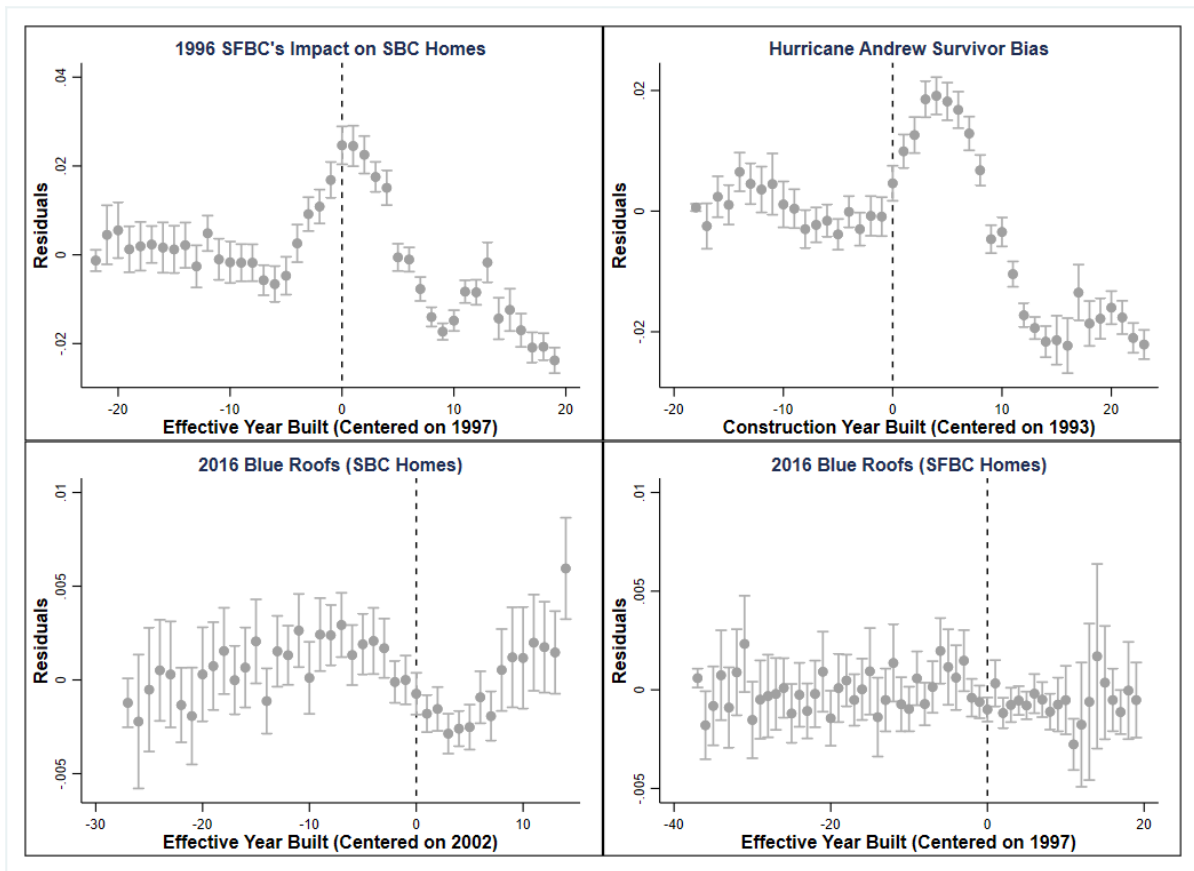 1996 SFBC's Impact on SBC Homes
.04
.02
0
-.02
Residuals
-20
-10
0
10
20
Effective Year Built (Centered on 1997)
Hurricane Andrew Survivor Bias
.02
0
-.02
Residuals
-20
-10
0
10
20
Construction Year Built (Centered on 1993)
2016 Blue Roofs (SBC Homes)
.01
.005
0
-.005
Residuals
-30
-20
-10
0
10
Effective Year Built (Centered on 2002)
2016 Blue Roofs (SFBC Homes)
.01
.005
0
-.005
Residuals
-40
-20
0
20
Effective Year Built (Centered on 1997)